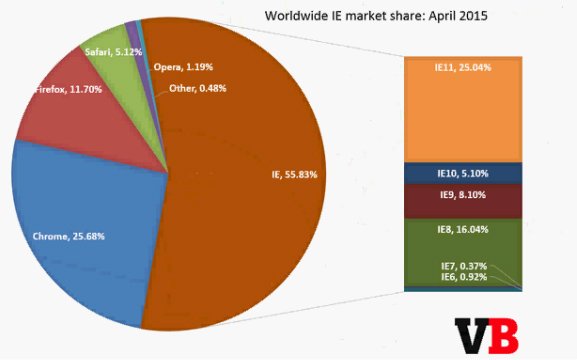 Worldwide IE market share: April 2015
Safari, 5.12%
Opera, 1.19%
Other, 0.48%
Firefox, 11.70%
IE, 55.83%
Chrome, 25.68%
IE11, 25.04%
IE10, 5.10%
IE9, 8.10%
IE8, 16.04%
IE7, 0.37%
IE6, 0.92%
VB